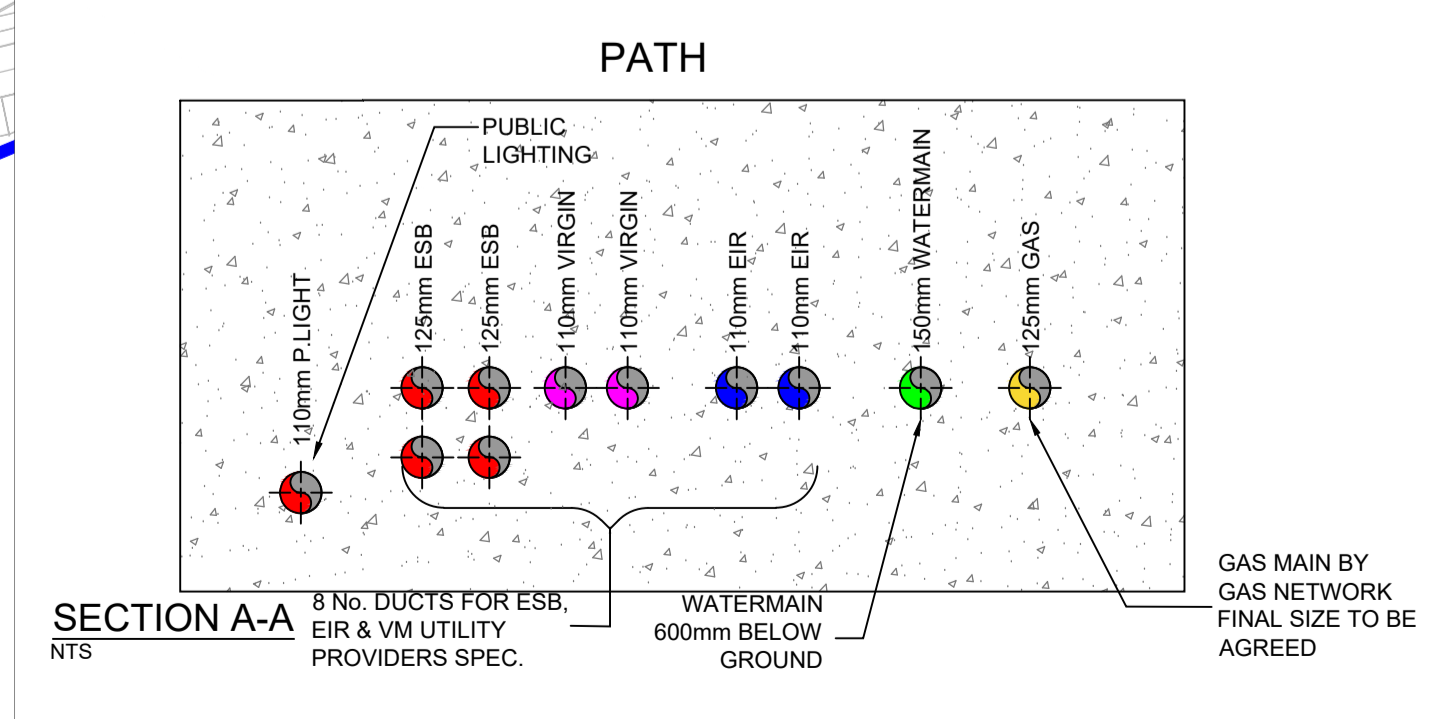 PATH
PUBLIC
LIGHTING
110mm P.LIGHT
125mm ESB
125mm ESB
110mm VIRGIN
110mm VIRGIN
110mm EIR
110mm EIR
150mm WATERMAIN
125mm GAS
SECTION A-A
NTS
8 No. DUCTS FOR ESB,
EIR & VM UTILITY
PROVIDERS SPEC.
WATERMAIN
600mm BELOW
GROUND
GAS MAIN BY
GAS NETWORK
FINAL SIZE TO BE
AGREED